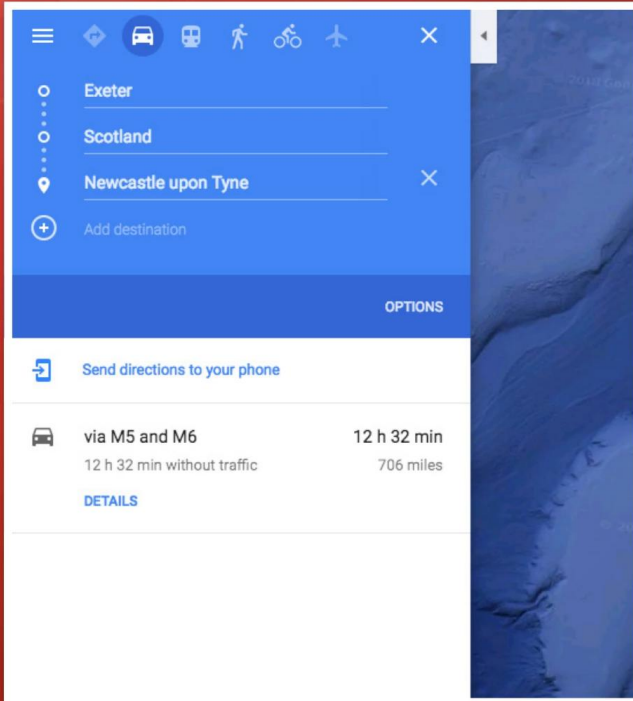 Exeter
Scotland
Newcastle upon Tyne
Add destination
OPTIONS
Send directions to your phone
via M5 and M6 12 h 32 min
12 h 32 min without traffic 706 miles
DETAILS